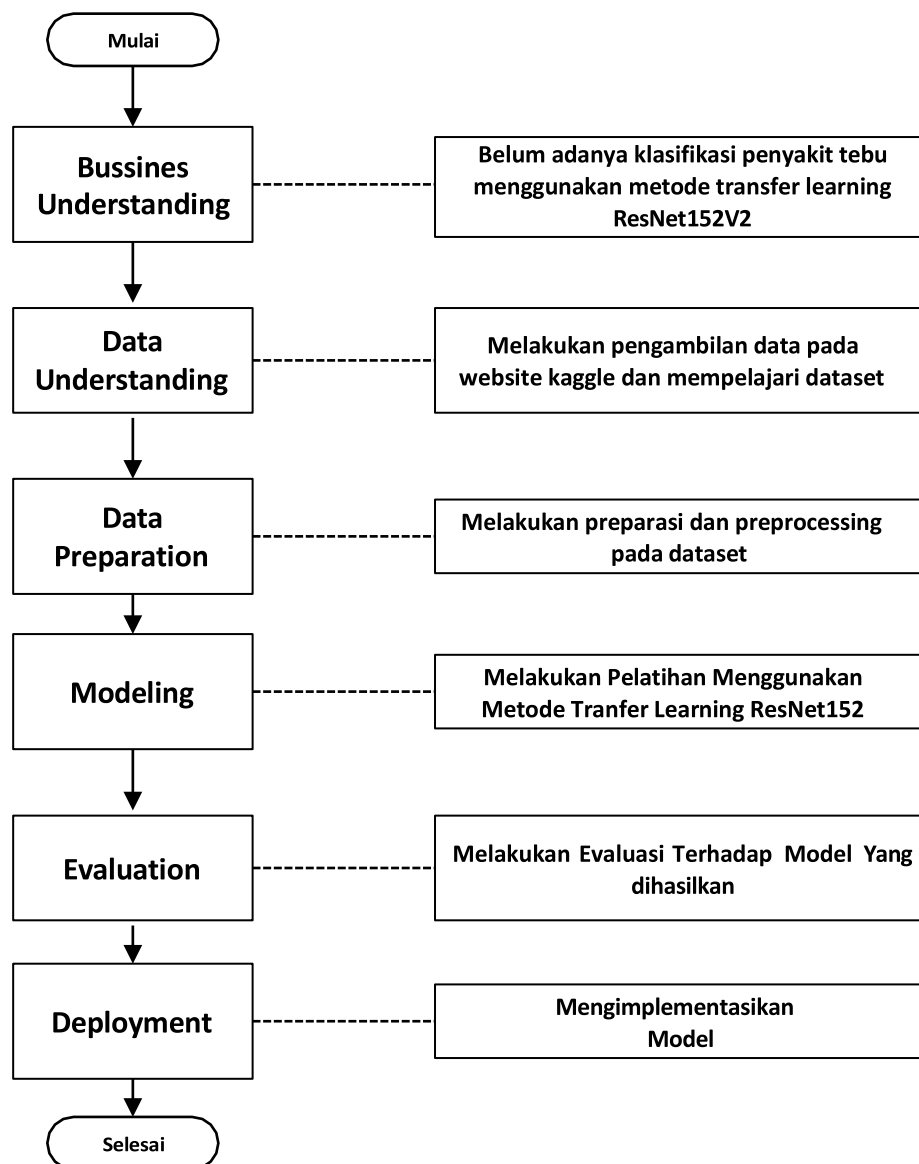 Mulai
Bussines
Understanding
Belum adanya klasifikasi penyakit tebu
menggunakan metode transfer learning
ResNet152V2
Data
Understanding
Melakukan pengambilan data pada
website kaggle dan mempelajari dataset
Data
Preparation
Melakukan preparasi dan preprocessing
pada dataset
Modeling
Melakukan Pelatihan Menggunakan
Metode Tranfer Learning ResNet152
Evaluation
Melakukan Evaluasi Terhadap Model Yang
dihasilkan
Deployment
Mengimplementasikan
Model
Selesai